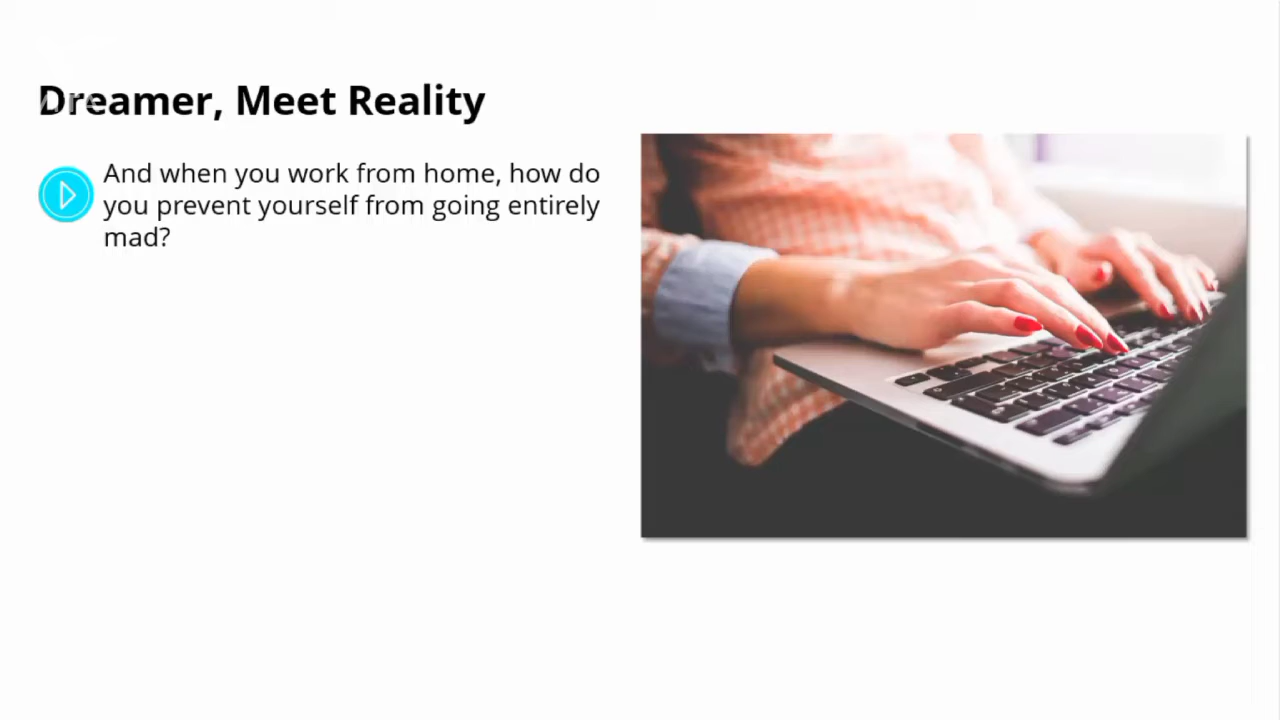 Dreamer, Meet Reality
And when you work from home, how do
you prevent yourself from going entirely
mad?